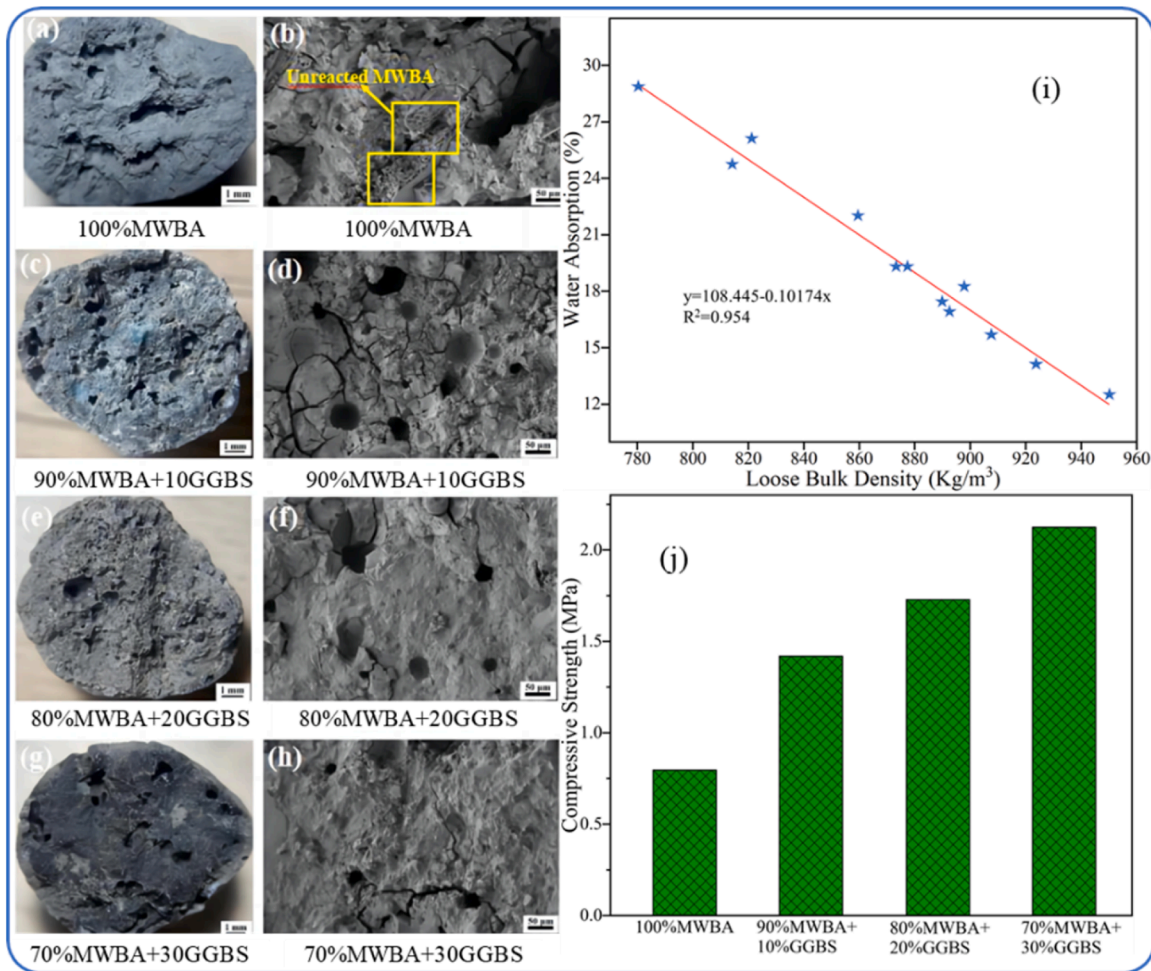 (a)
1 mm
100%MWBA
(b)
Unreacted MWBA
50 μm
100%MWBA
(c)
1 mm
90%MWBA+10GGBS
(d)
50 μm
90%MWBA+10GGBS
(e)
1 mm
80%MWBA+20GGBS
(f)
50 μm
80%MWBA+20GGBS
(g)
1 mm
70%MWBA+30GGBS
(h)
50 μm
70%MWBA+30GGBS
(i)
Water Absorption (%)
30
27
24
21
18
15
12
y=108.445-0.10174x
R²=0.954
780 800 820 840 860 880 900 920 940 960
Loose Bulk Density (Kg/m³)
(j)
Compressive Strength (MPa)
2.0
1.5
1.0
0.5
0.0
100%MWBA
90%MWBA+
10%GGBS
80%MWBA+
20%GGBS
70%MWBA+
30%GGBS